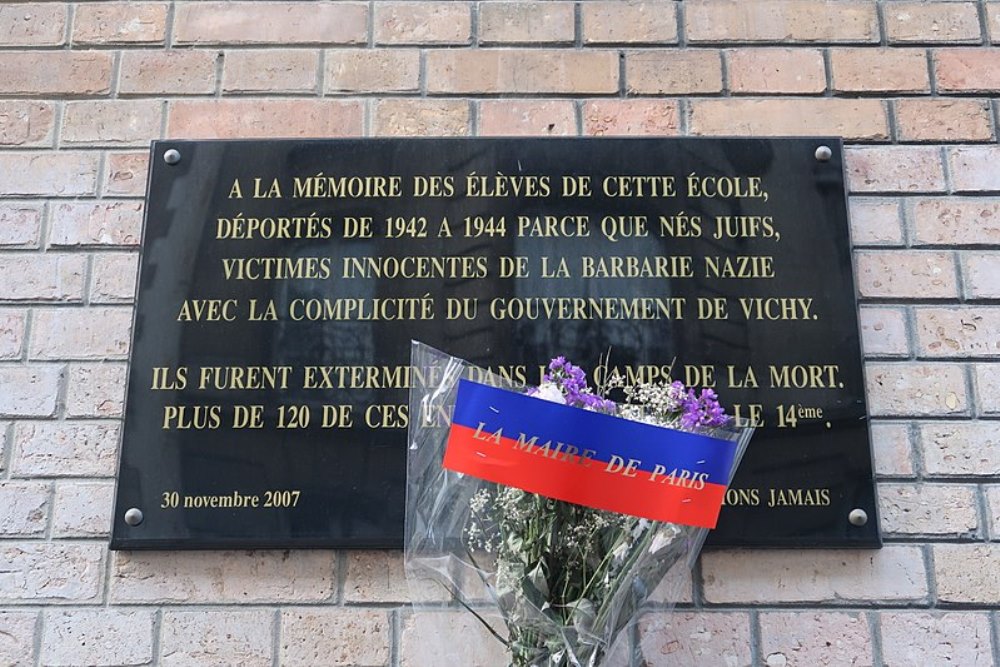 A LA MÉMOIRE DES ÉLÈVES DE CETTE ÉCOLE,
DÉPORTÉS DE 1942 A 1944 PARCE QUE NÉS JUIFS,
VICTIMES INNOCENTES DE LA BARBARIE NAZIE
AVEC LA COMPLICITÉ DU GOUVERNEMENT DE VICHY.
ILS FURENT EXTERMINÉ DANS CAMPS DE LA MORT.
PLUS DE 120 DE CES LE 14ème.
LA MAIRE DE PARIS
30 novembre 2007 JAMAIS